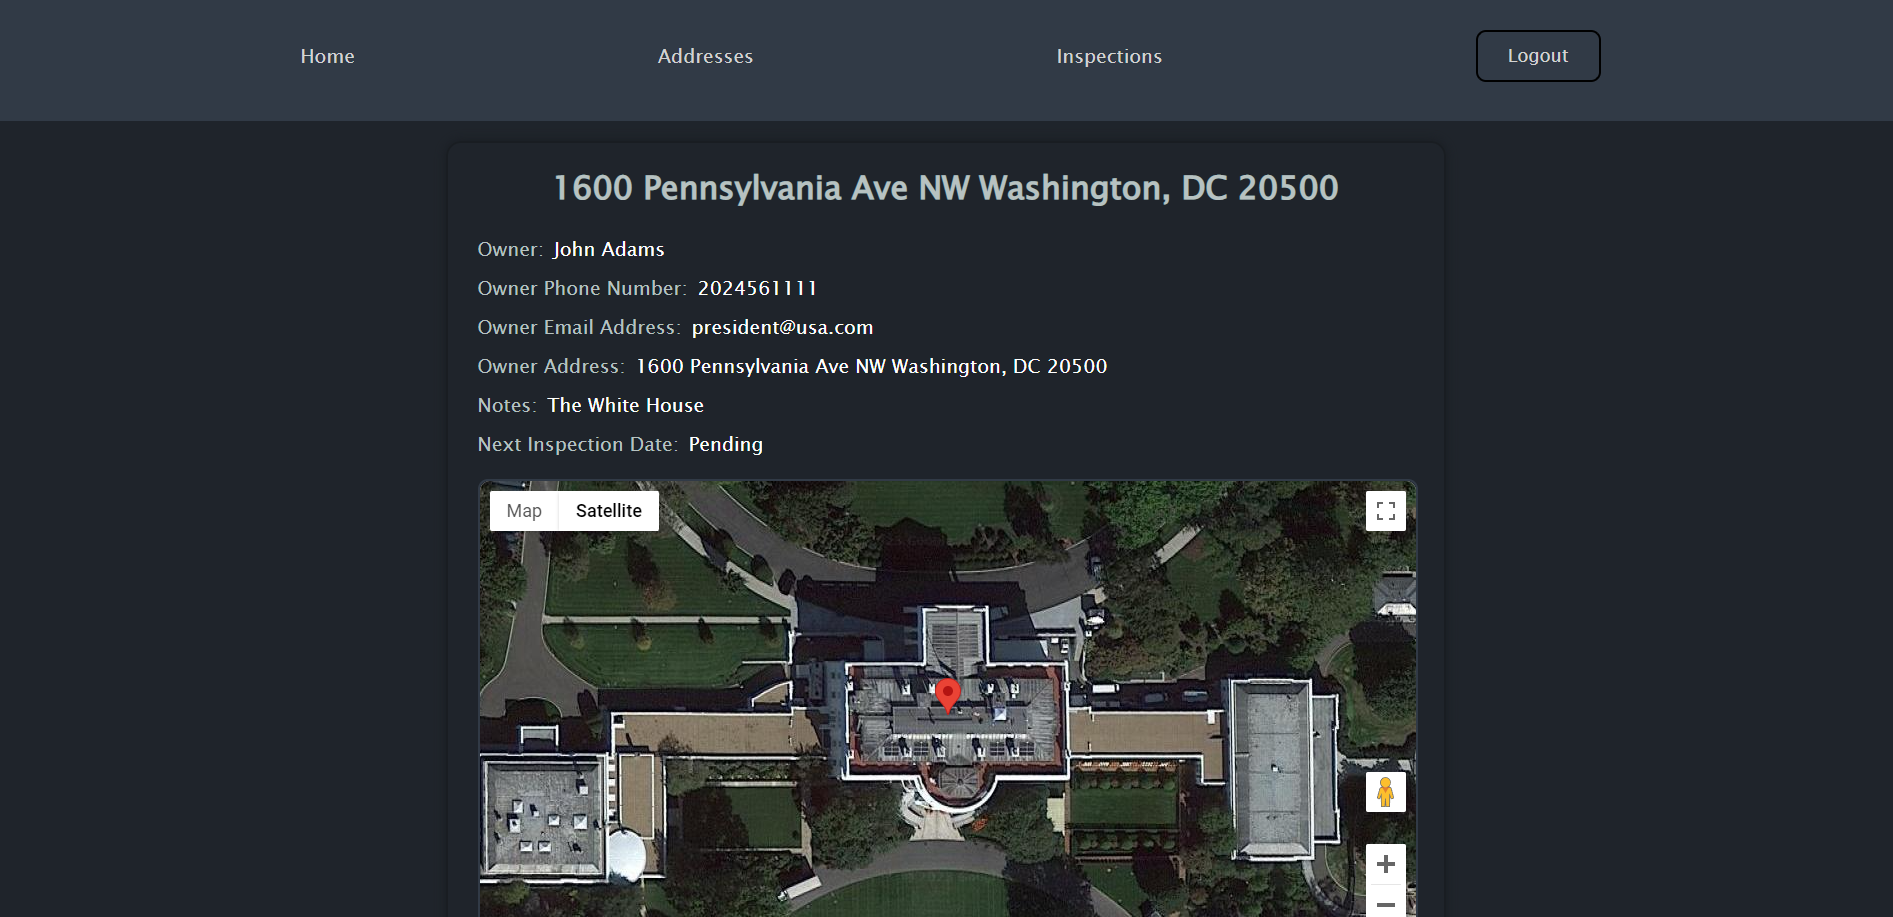 Home Addresses Inspections Logout
1600 Pennsylvania Ave NW Washington, DC 20500
Owner: John Adams
Owner Phone Number: 2024561111
Owner Email Address: president@usa.com
Owner Address: 1600 Pennsylvania Ave NW Washington, DC 20500
Notes: The White House
Next Inspection Date: Pending
Map Satellite